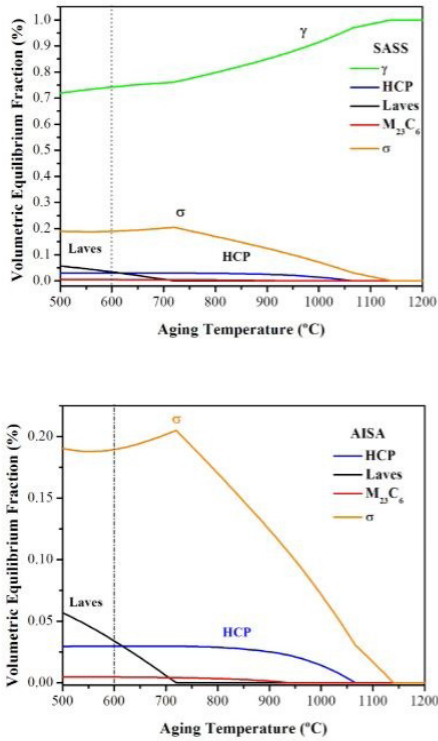 Volumetric Equilibrium Fraction (%)
1.0
0.9
0.8
0.7
0.6
0.5
0.4
0.3
0.2
0.1
0.0
γ
SASS
γ
HCP
Laves
M₂₃C₆
σ
σ
Laves
HCP
500 600 700 800 900 1000 1100 1200
Aging Temperature (ºC)
Volumetric Equilibrium Fraction (%)
0.20
0.15
0.10
0.05
0.00
σ
AISA
HCP
Laves
M₂₃C₆
σ
Laves
HCP
500 600 700 800 900 1000 1100 1200
Aging Temperature (ºC)